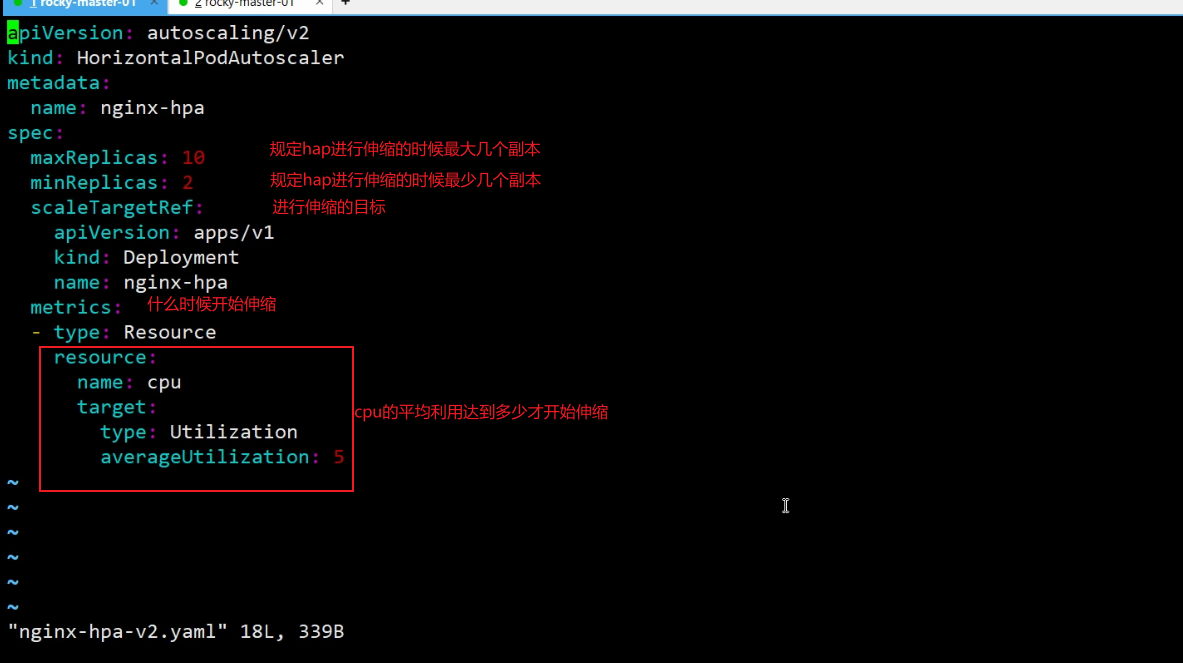 1 rocky-master-01 × 2 rocky-master-01 × +
apiVersion: autoscaling/v2
kind: HorizontalPodAutoscaler
metadata:
  name: nginx-hpa
spec:
  maxReplicas: 10 规定hap进行伸缩的时候最大几个副本
  minReplicas: 2 规定hap进行伸缩的时候最少几个副本
  scaleTargetRef: 进行伸缩的目标
    apiVersion: apps/v1
    kind: Deployment
    name: nginx-hpa
  metrics: 什么时候开始伸缩
  - type: Resource
    resource:
      name: cpu
      target: cpu的平均利用达到多少才开始伸缩
        type: Utilization
        averageUtilization: 5
~
~
~
~
~
~
"nginx-hpa-v2.yaml" 18L, 339B